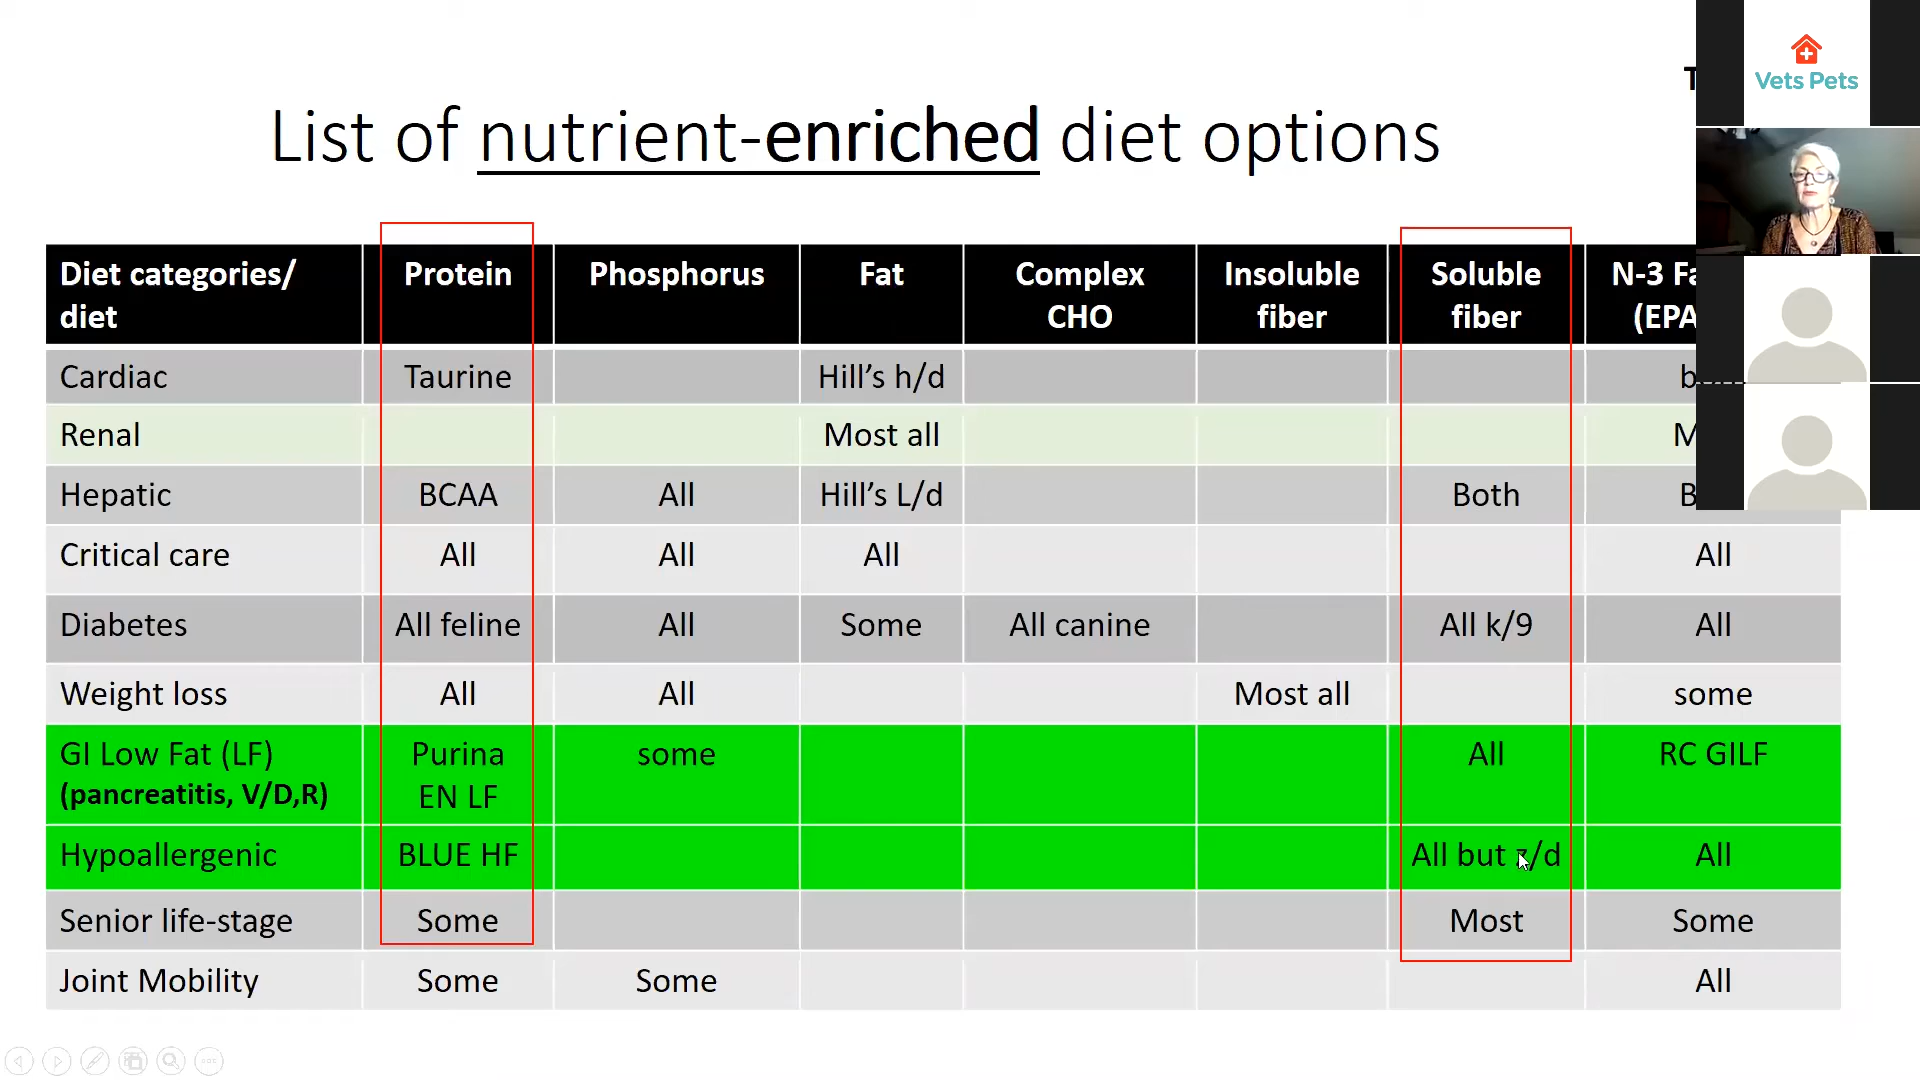 Vets Pets
List of nutrient-enriched diet options
Diet categories/ diet	Protein	Phosphorus	Fat	Complex CHO	Insoluble fiber	Soluble fiber	N-3 (EPA
Cardiac	Taurine	Hill’s h/d
Renal	Most all
Hepatic	BCAA	All	Hill’s L/d	Both
Critical care	All	All	All	All
Diabetes	All feline	All	Some	All canine	All k/9	All
Weight loss	All	All	Most all	some
GI Low Fat (LF) (pancreatitis, V/D,R)	Purina EN LF	some	All	RC GILF
Hypoallergenic	BLUE HF	All but z/d	All
Senior life-stage	Some	Most	Some
Joint Mobility	Some	Some	All